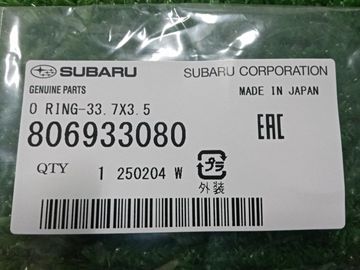 SUBARU
SUBARU CORPORATION
GENUINE PARTS
MADE IN JAPAN
O RING-33.7X3.5
806933080
EAC
QTY 1 250204 W
プラ
外装